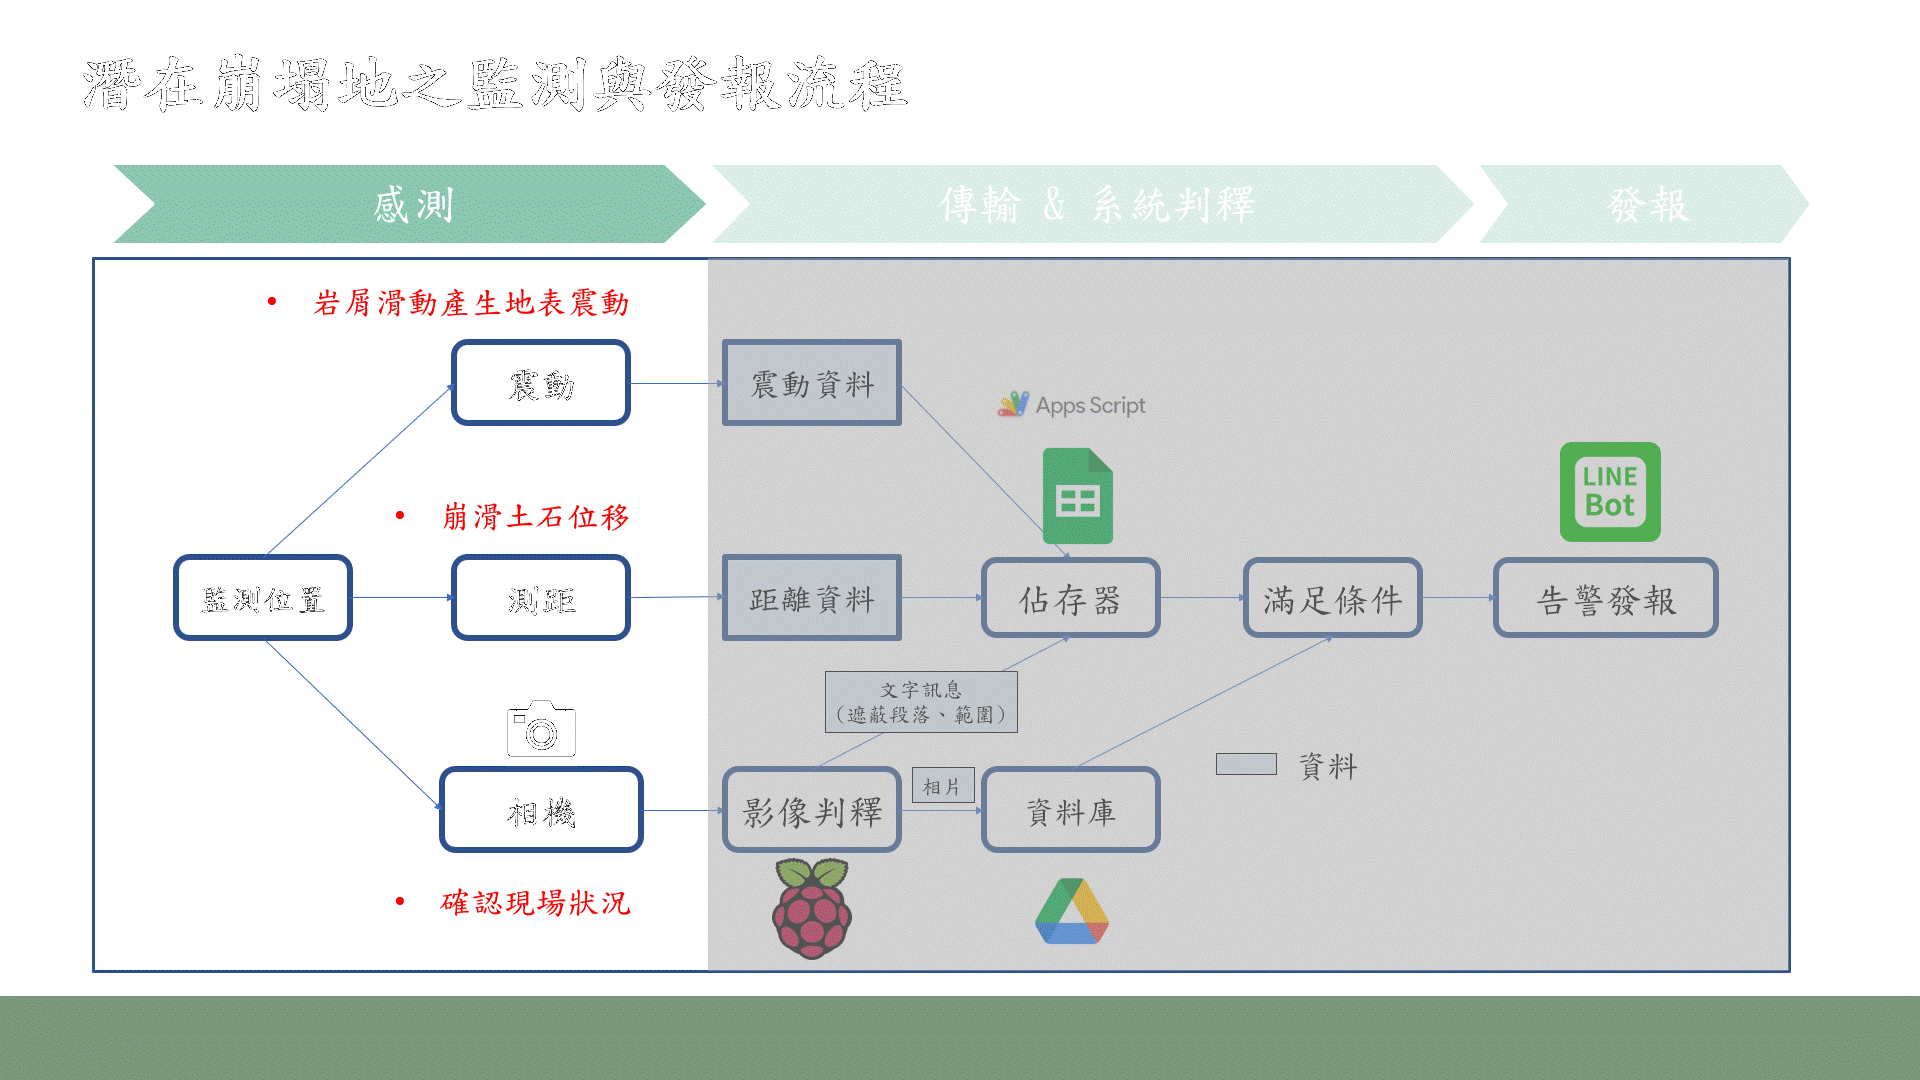 潛在崩塌地之監測與發報流程
感測
傳輸 & 系統判釋
發報
• 岩屑滑動產生地表震動
震動
震動資料
Apps Script
LINE
Bot
• 崩滑土石位移
監測位置
測距
距離資料
佔存器
滿足條件
告警發報
文字訊息
（遮蔽段落、範圍）
相機
影像判釋
相片
資料庫
資料
• 確認現場狀況